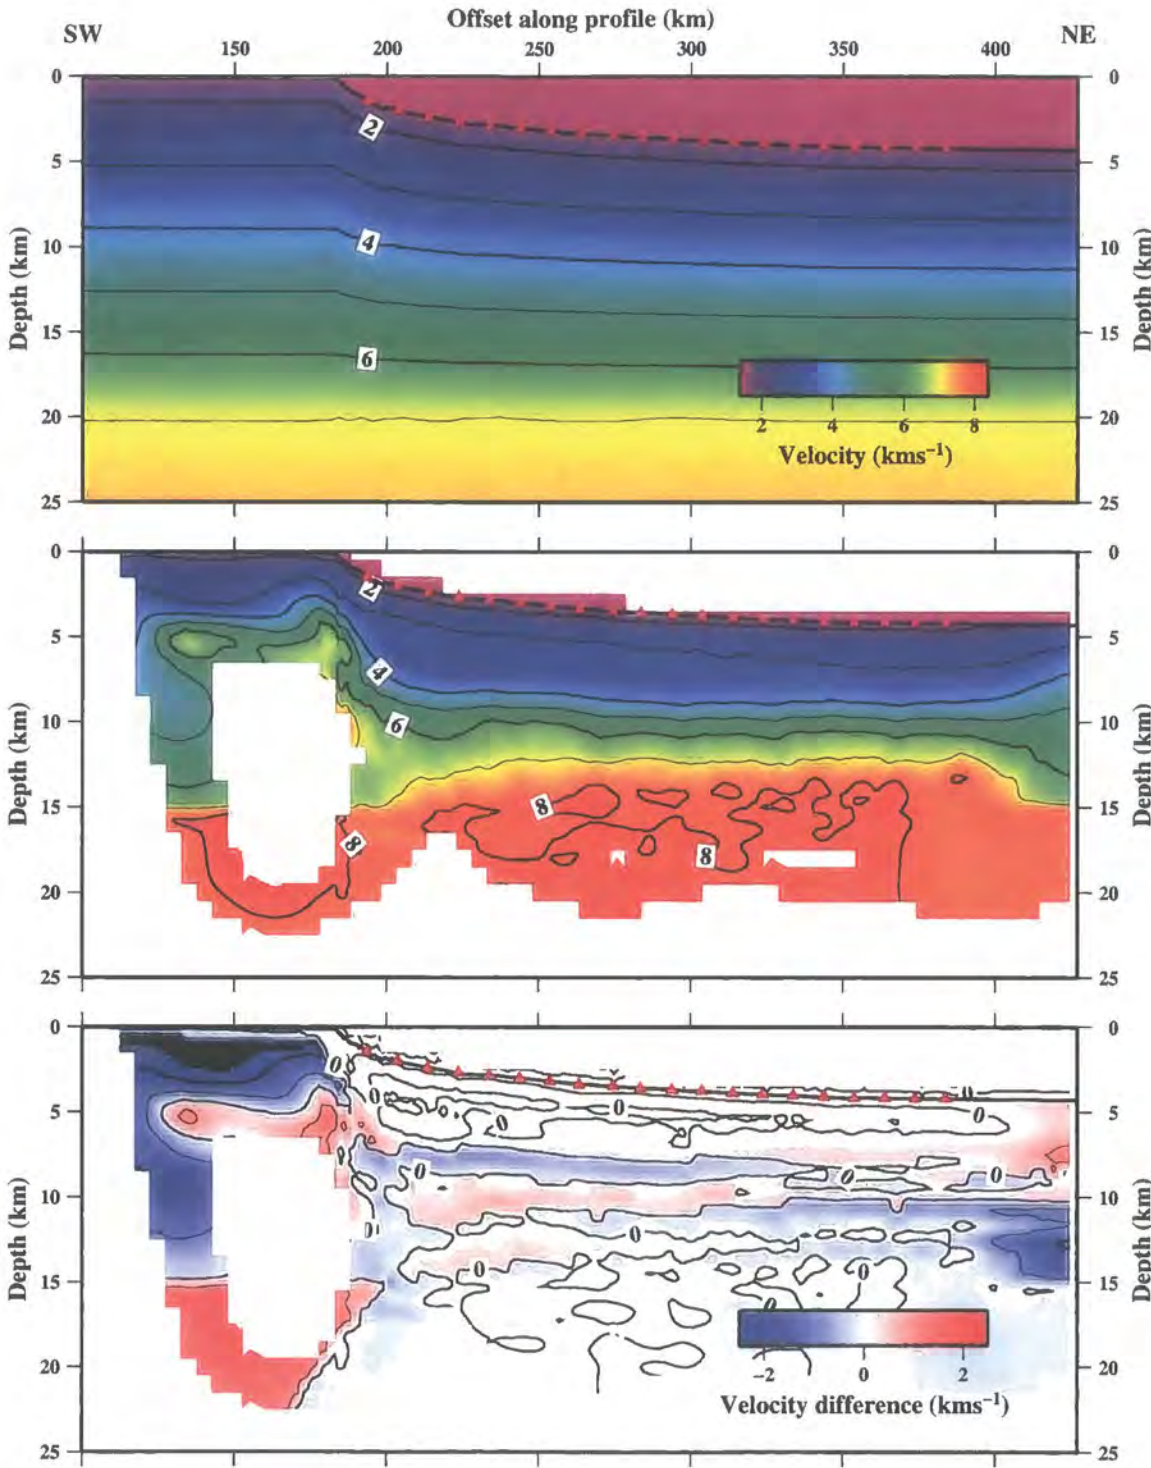 Offset along profile (km)
SW 150 200 250 300 350 400 NE
0 0
2
5 5
4
10 10
Depth (km) Depth (km)
15 15
6
20 20
2 4 6 8
Velocity (kms⁻¹)
25 25
0 0
2
5 5
4
6
10 10
Depth (km) Depth (km)
15 8 15
8 8
20 20
25 25
0 0
0 0
0 0 0
5 5
0 0 0
10 10
Depth (km) Depth (km)
0 0
0 0
15 15
0
20 -2 0 2 20
Velocity difference (kms⁻¹)
25 25